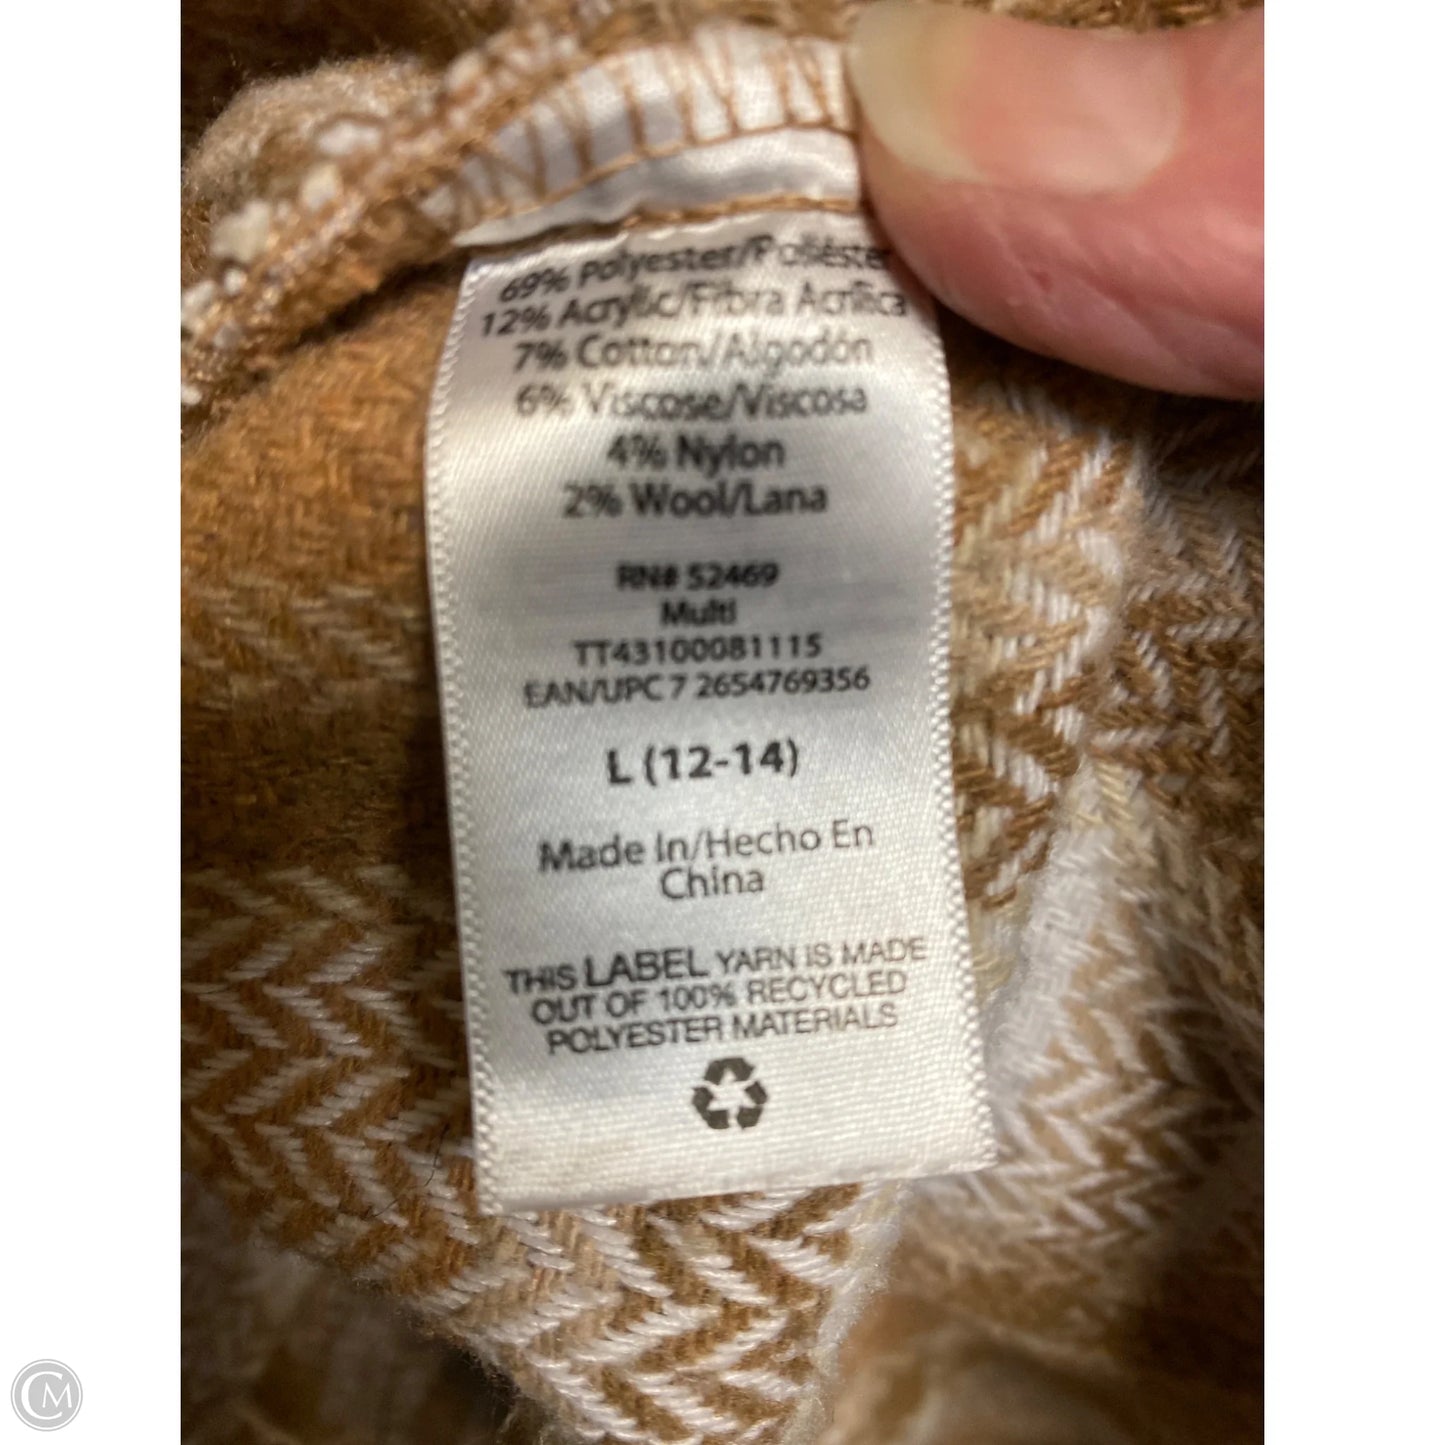 69% Polyester/Poliéster
12% Acrylic/Fibra Acrílica
7% Cotton/Algodón
6% Viscose/Viscosa
4% Nylon
2% Wool/Lana
RN# 52469
Multi
TT43100081115
EAN/UPC 7 2654769356
L (12-14)
Made In/Hecho En
China
THIS LABEL YARN IS MADE
OUT OF 100% RECYCLED
POLYESTER MATERIALS
CM